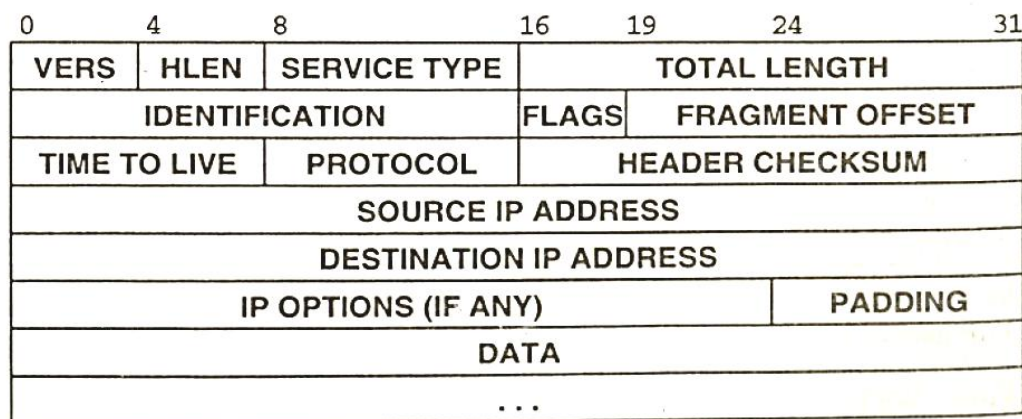 0 4 8 16 19 24 31
VERS HLEN SERVICE TYPE TOTAL LENGTH
IDENTIFICATION FLAGS FRAGMENT OFFSET
TIME TO LIVE PROTOCOL HEADER CHECKSUM
SOURCE IP ADDRESS
DESTINATION IP ADDRESS
IP OPTIONS (IF ANY) PADDING
DATA
. . .